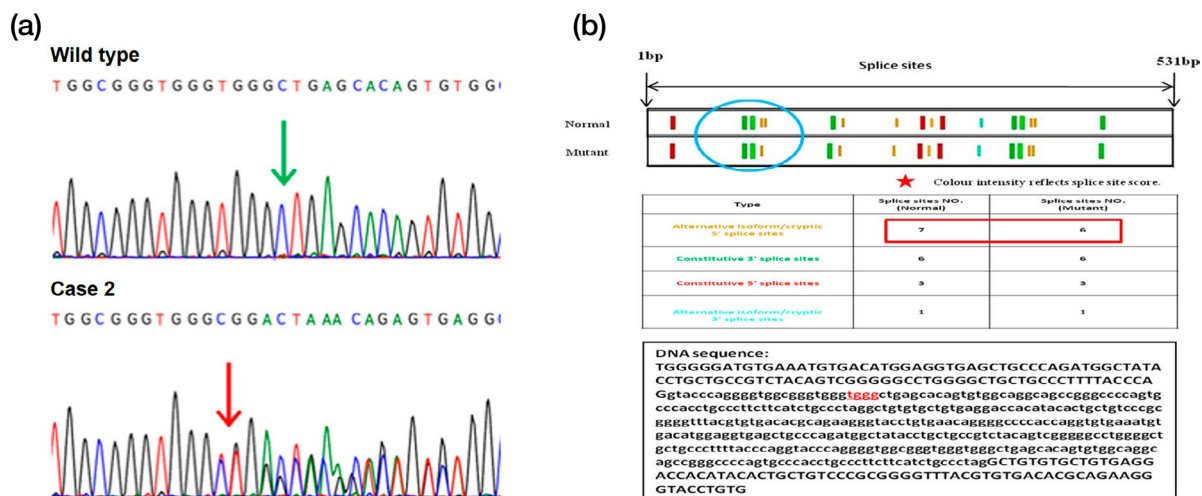 (a)
Wild type
TGGCGGGTGGGTGGGCTGAGCACAGTGTGG
Case 2
TGGCGGGTGGGCGGACTAAACAGAGTGAGG
(b)
1bp
Splice sites
531bp
Normal
Mutant
Colour intensity reflects splice site score.
Type
Splice sites NO.
(Normal)
Splice sites NO.
(Mutant)
Alternative isoform/cryptic
5' splice sites
7
6
Constitutive 3' splice sites
6
6
Constitutive 5' splice sites
3
3
Alternative isoform/cryptic
3' splice sites
1
1
DNA sequence:
TGGGGGATGTGAAATGTGACATGGAGGTGAGCTGCCCAGATGGCTATA
CCTGCTGCCGTCTACAGTCGGGGGCCTGGGGCTGCTGCCCTTTTACCCA
Ggtacccaggggtggcgggtgggtgggctgagcacagtgtggcaggcagccgggccccagtg
cccacctgcccttcttcatctgccctaggctgtgtgctgtgaggaccacatacactgctgtcccgc
gggggtttacgtgtgacacgcagaagggtacctgtgaacaggggccccaccaggtgtgaaatgt
gacatggaggtgagctgcccagatggctatacctgctgccgtctacagtcgggggcctggggct
gctgcccttttacccaggtacccaggggtggcgggtgggtgggctgagcacagtgtggcaggc
agccgggccccagtgcccacctgcccttcttcatctgccctagGCTGTGTGCTGTGAGG
ACCACATACACTGCTGTCCCGCGGGGTTTACGTGTGACACGCAGAAGG
GTACCTGTG